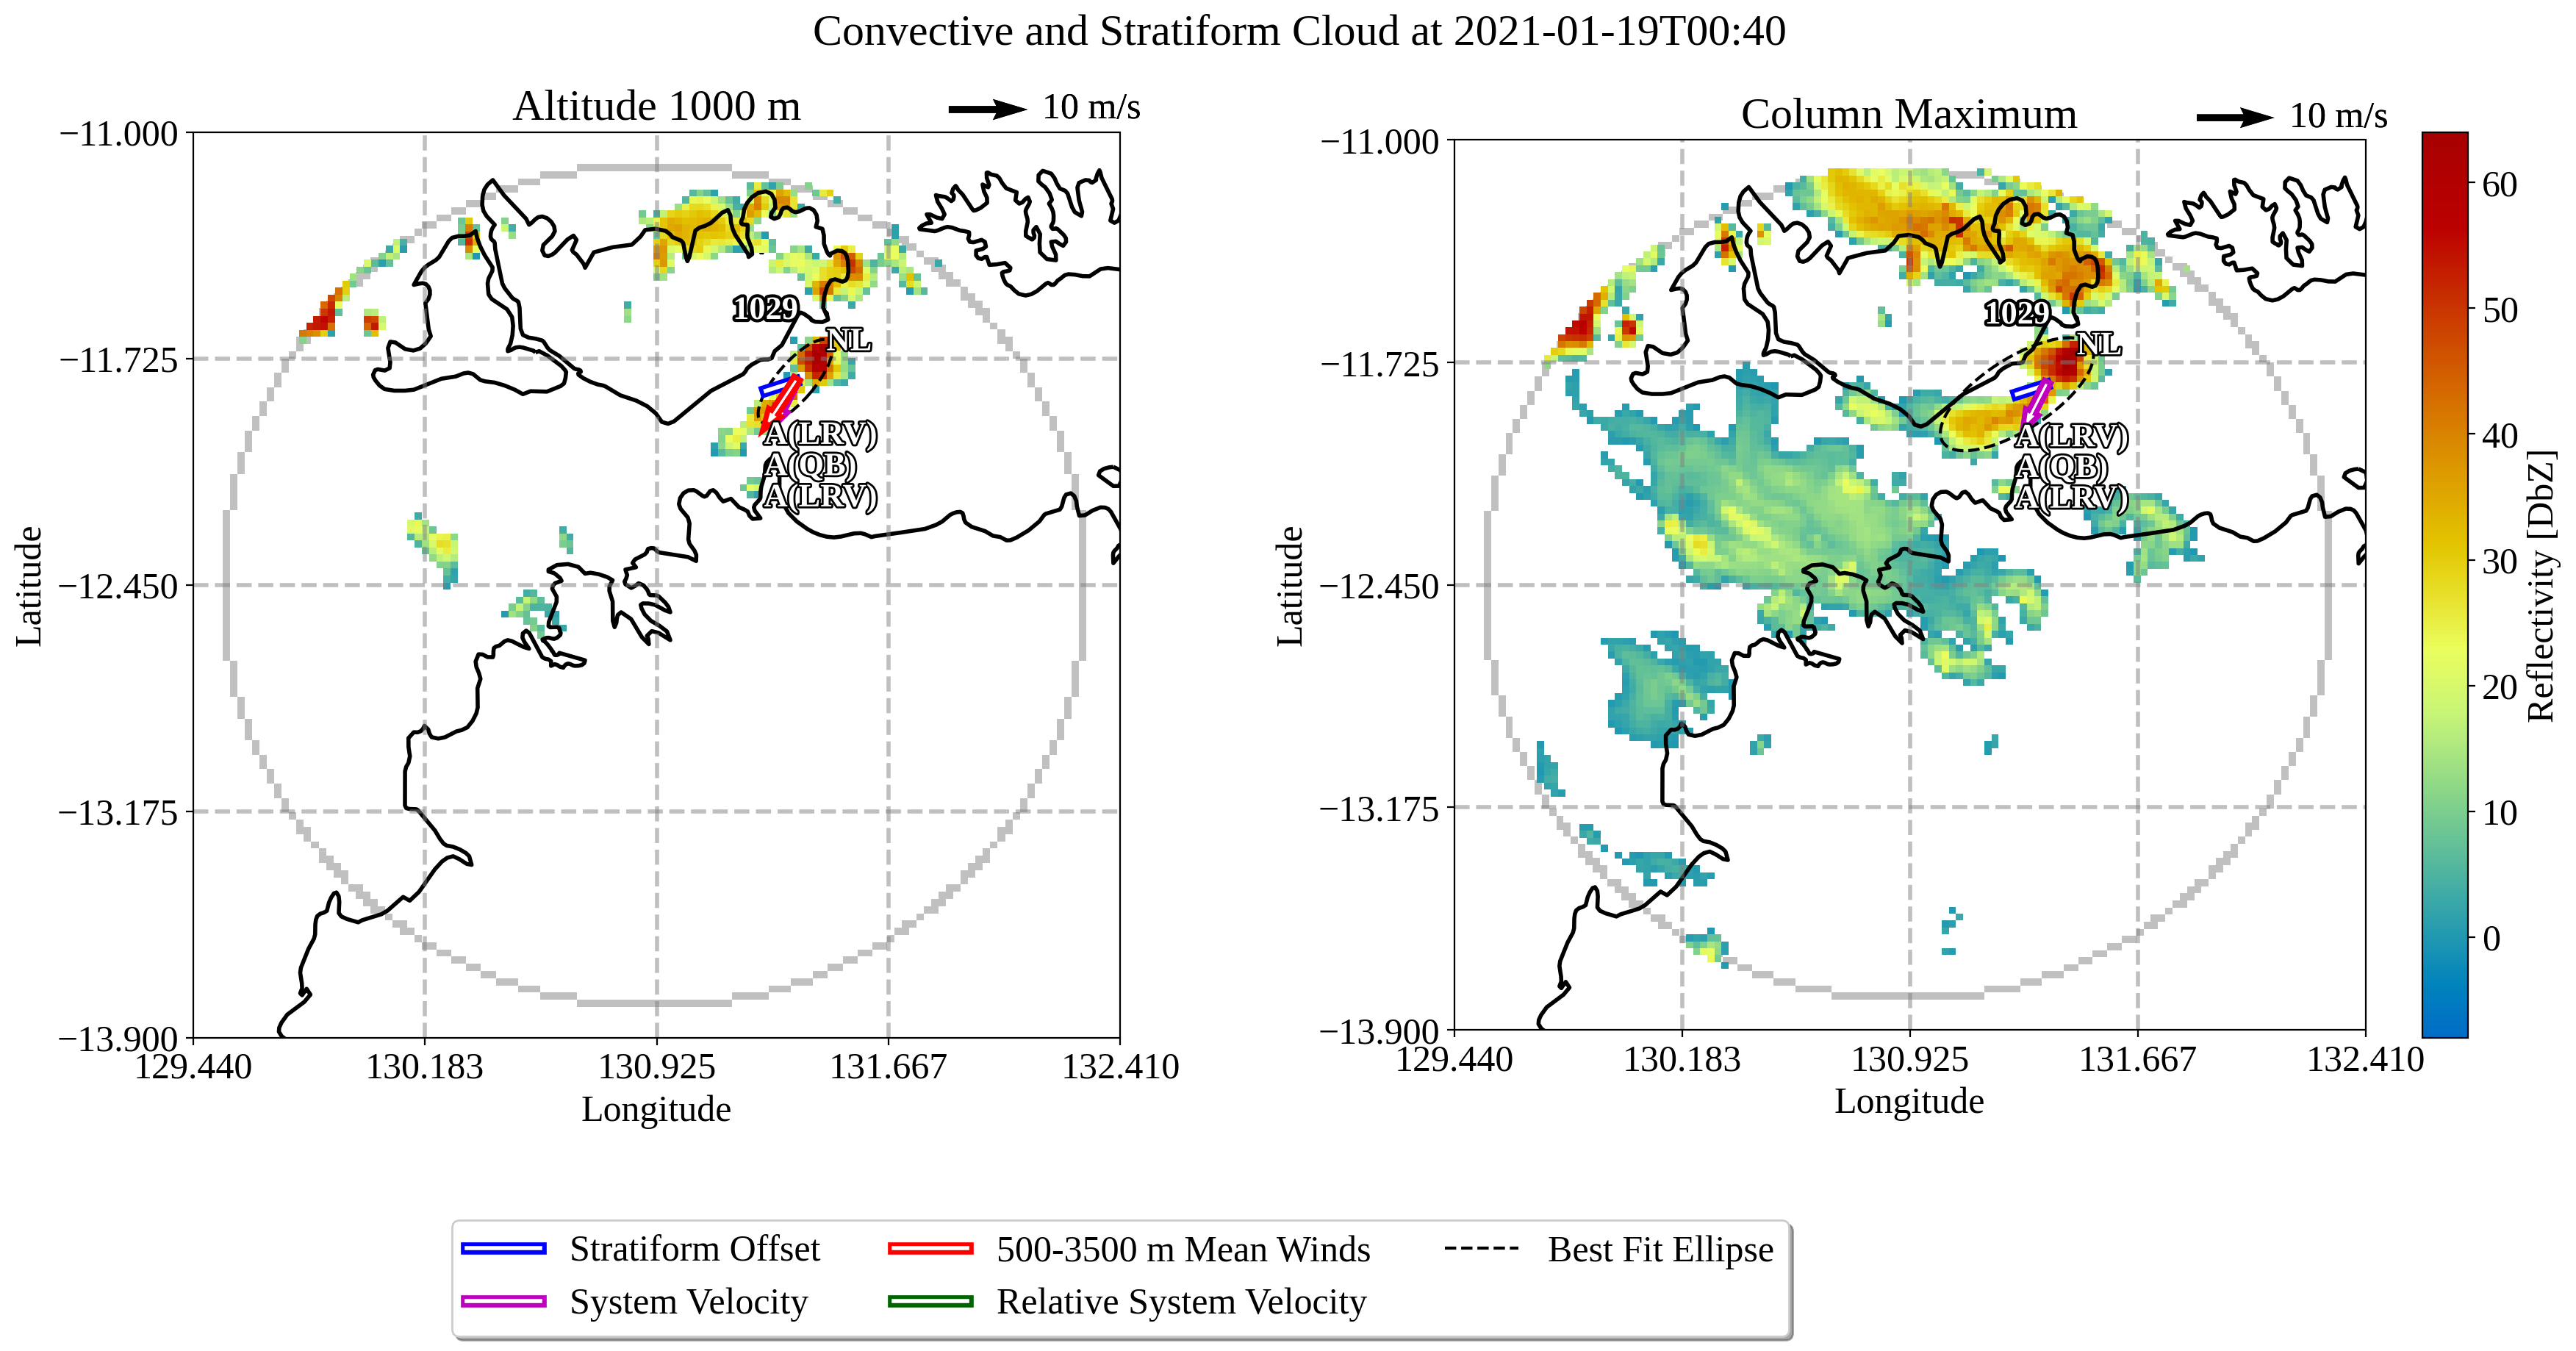 Convective and Stratiform Cloud at 2021-01-19T00:40
Altitude 1000 m
10 m/s
−11.000
−11.725
−12.450
−13.175
−13.900
Latitude
1029
NL
A(LRV)
A(QB)
A(LRV)
129.440
130.183
130.925
131.667
132.410
Longitude
Column Maximum
10 m/s
−11.000
−11.725
−12.450
−13.175
−13.900
Latitude
1029
NL
A(LRV)
A(QB)
A(LRV)
129.440
130.183
130.925
131.667
132.410
Longitude
60
50
40
30
20
10
0
Reflectivity [DbZ]
Stratiform Offset
System Velocity
500-3500 m Mean Winds
Relative System Velocity
Best Fit Ellipse